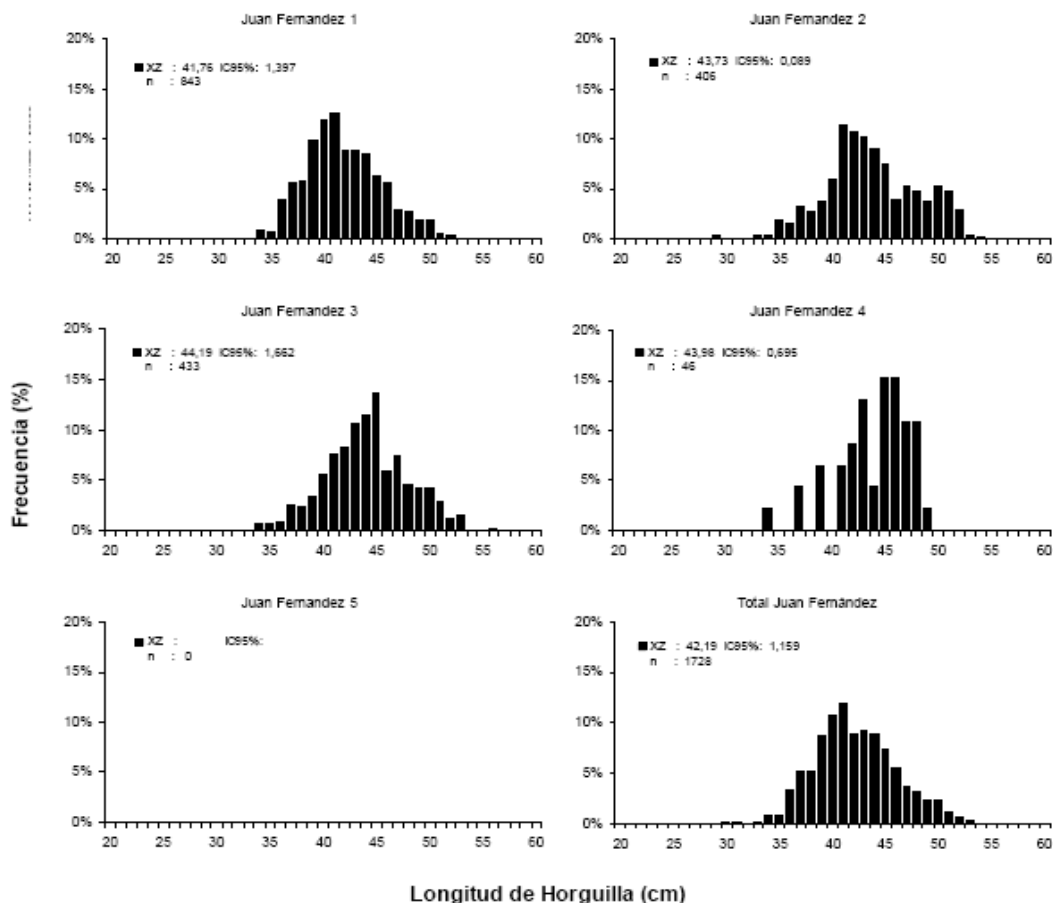 Juan Fernandez 1
20%
15%
10%
5%
0%
XZ : 41,76 IC95%: 1,397
n : 843
20 25 30 35 40 45 50 55 60
Juan Fernandez 2
20%
15%
10%
5%
0%
XZ : 43,73 IC95%: 0,089
n : 406
20 25 30 35 40 45 50 55 60
Juan Fernandez 3
20%
15%
10%
5%
0%
XZ : 44,19 IC95%: 1,662
n : 433
20 25 30 35 40 45 50 55 60
Juan Fernandez 4
20%
15%
10%
5%
0%
XZ : 43,98 IC95%: 0,695
n : 46
20 25 30 35 40 45 50 55 60
Frecuencia (%)
Juan Fernandez 5
20%
15%
10%
5%
0%
XZ : IC95%:
n : 0
20 25 30 35 40 45 50 55 60
Total Juan Fernández
20%
15%
10%
5%
0%
XZ : 42,19 IC95%: 1,159
n : 1728
20 25 30 35 40 45 50 55 60
Longitud de Horguilla (cm)